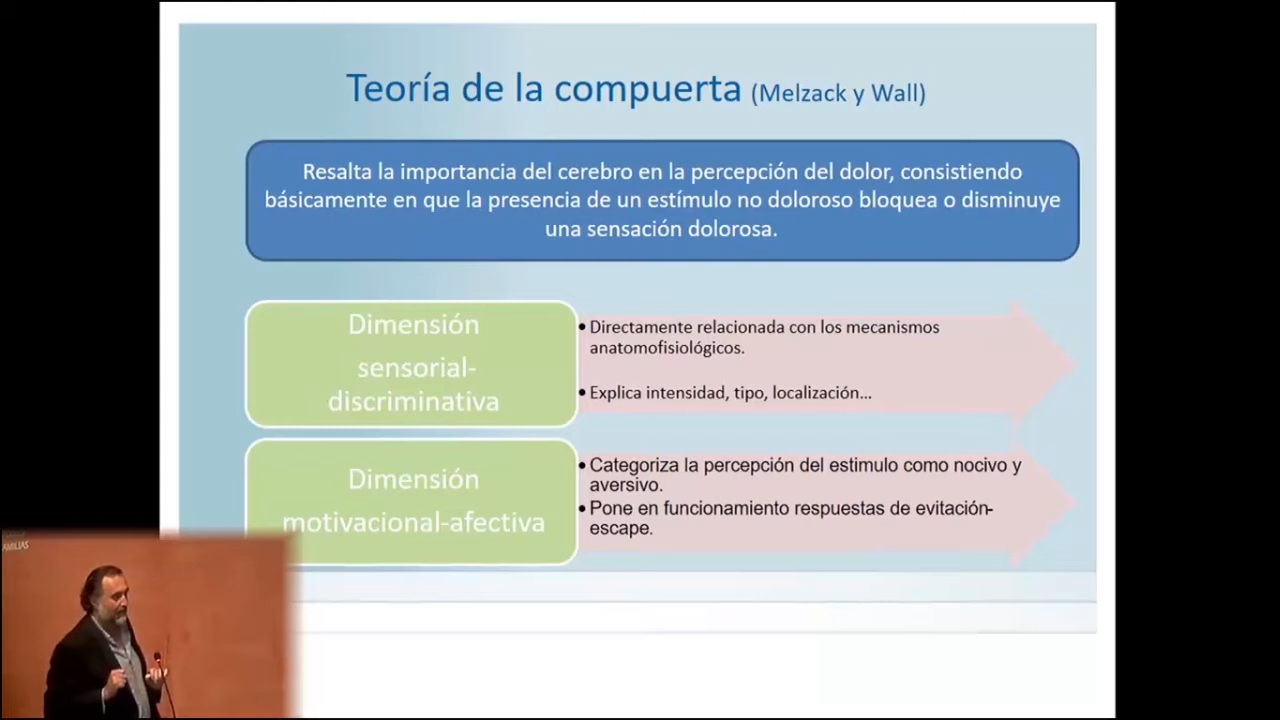 Teoría de la compuerta (Melzack y Wall)
Resalta la importancia del cerebro en la percepción del dolor, consistiendo
básicamente en que la presencia de un estímulo no doloroso bloquea o disminuye
una sensación dolorosa.
Dimensión
sensorial-
discriminativa
• Directamente relacionada con los mecanismos
anatomofisiológicos.
• Explica intensidad, tipo, localización...
Dimensión
motivacional-afectiva
• Categoriza la percepción del estimulo como nocivo y
aversivo.
• Pone en funcionamiento respuestas de evitación-
escape.